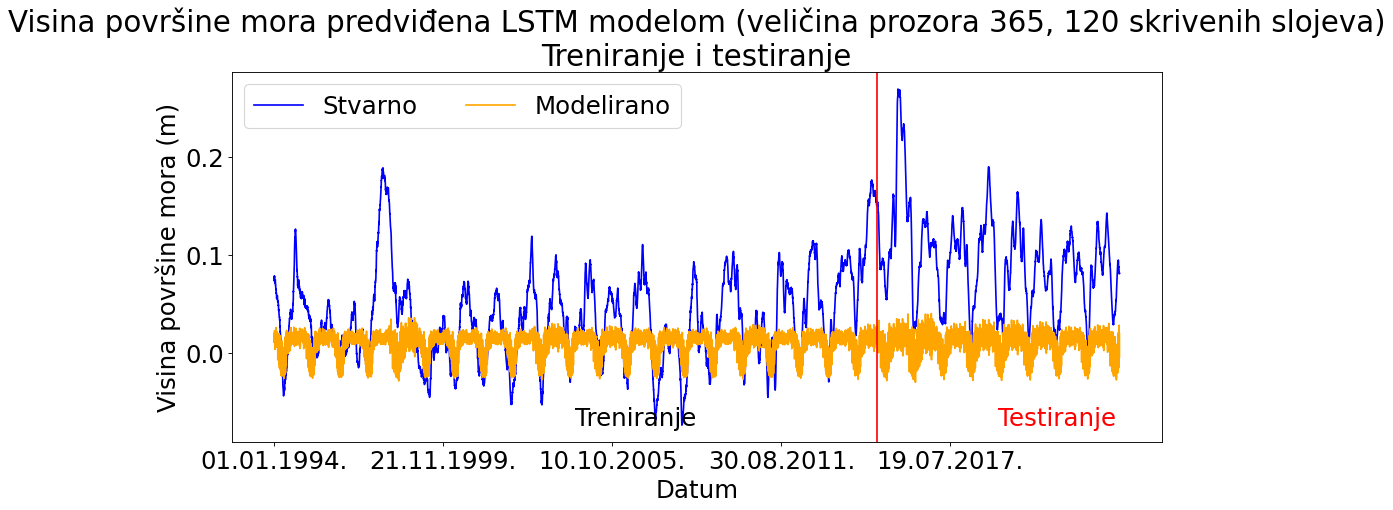 Visina površine mora predviđena LSTM modelom (veličina prozora 365, 120 skrivenih slojeva)
Treniranje i testiranje
Stvarno Modelirano
Visina površine mora (m)
0.2
0.1
0.0
Treniranje Testiranje
01.01.1994. 21.11.1999. 10.10.2005. 30.08.2011. 19.07.2017.
Datum